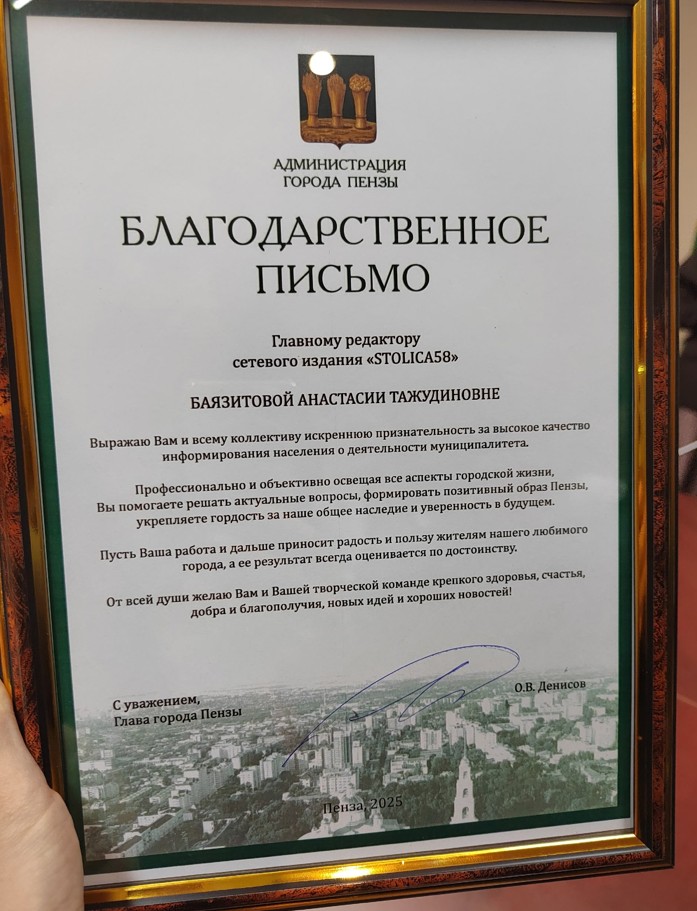 АДМИНИСТРАЦИЯ
ГОРОДА ПЕНЗЫ
БЛАГОДАРСТВЕННОЕ
ПИСЬМО
Главному редактору
сетевого издания «STOLICA58»
БАЯЗИТОВОЙ АНАСТАСИИ ТАЖУДИНОВНЕ
Выражаю Вам и всему коллективу искреннюю признательность за высокое качество
информирования населения о деятельности муниципалитета.
Профессионально и объективно освещая все аспекты городской жизни,
Вы помогаете решать актуальные вопросы, формировать позитивный образ Пензы,
укрепляете гордость за наше общее наследие и уверенность в будущем.
Пусть Ваша работа и дальше приносит радость и пользу жителям нашего любимого
города, а ее результат всегда оценивается по достоинству.
От всей души желаю Вам и Вашей творческой команде крепкого здоровья, счастья,
добра и благополучия, новых идей и хороших новостей!
С уважением,
Глава города Пензы
О.В. Денисов
Пенза, 2025